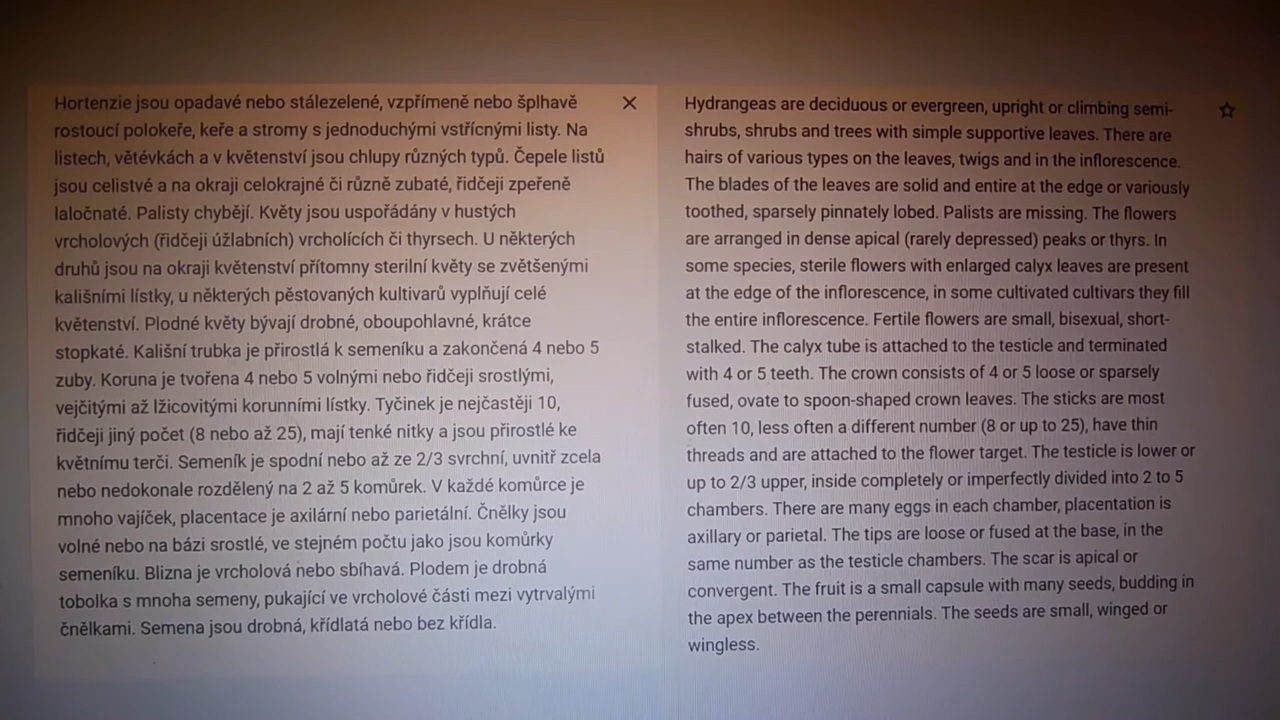 Hortenzie jsou opadavé nebo stálezelené, vzpřímeně nebo šplhavě
rostoucí polokeře, keře a stromy s jednoduchými vstřícnými listy. Na
listech, větévkách a v květenství jsou chlupy různých typů. Čepele listů
jsou celistvé a na okraji celokrajné či různě zubaté, řidčeji zpeřeně
laločnaté. Palisty chybějí. Květy jsou uspořádány v hustých
vrcholových (řidčeji úžlabních) vrcholících či thyrsech. U některých
druhů jsou na okraji květenství přítomny sterilní květy se zvětšenými
kališními lístky, u některých pěstovaných kultivarů vyplňují celé
květenství. Plodné květy bývají drobné, oboupohlavné, krátce
stopkaté. Kališní trubka je přirostlá k semeníku a zakončená 4 nebo 5
zuby. Koruna je tvořena 4 nebo 5 volnými nebo řidčeji srostlými,
vejčitými až lžicovitými korunními lístky. Tyčinek je nejčastěji 10,
řidčeji jiný počet (8 nebo až 25), mají tenké nitky a jsou přirostlé ke
květnímu terči. Semeník je spodní nebo až ze 2/3 svrchní, uvnitř zcela
nebo nedokonale rozdělený na 2 až 5 komůrek. V každé komůrce je
mnoho vajíček, placentace je axilární nebo parietální. Čnělky jsou
volné nebo na bázi srostlé, ve stejném počtu jako jsou komůrky
semeníku. Blizna je vrcholová nebo sbíhavá. Plodem je drobná
tobolka s mnoha semeny, pukající ve vrcholové části mezi vytrvalými
čnělkami. Semena jsou drobná, křídlatá nebo bez křídla.
Hydrangeas are deciduous or evergreen, upright or climbing semi-
shrubs, shrubs and trees with simple supportive leaves. There are
hairs of various types on the leaves, twigs and in the inflorescence.
The blades of the leaves are solid and entire at the edge or variously
toothed, sparsely pinnately lobed. Palists are missing. The flowers
are arranged in dense apical (rarely depressed) peaks or thyrs. In
some species, sterile flowers with enlarged calyx leaves are present
at the edge of the inflorescence, in some cultivated cultivars they fill
the entire inflorescence. Fertile flowers are small, bisexual, short-
stalked. The calyx tube is attached to the testicle and terminated
with 4 or 5 teeth. The crown consists of 4 or 5 loose or sparsely
fused, ovate to spoon-shaped crown leaves. The sticks are most
often 10, less often a different number (8 or up to 25), have thin
threads and are attached to the flower target. The testicle is lower or
up to 2/3 upper, inside completely or imperfectly divided into 2 to 5
chambers. There are many eggs in each chamber, placentation is
axillary or parietal. The tips are loose or fused at the base, in the
same number as the testicle chambers. The scar is apical or
convergent. The fruit is a small capsule with many seeds, budding in
the apex between the perennials. The seeds are small, winged or
wingless.